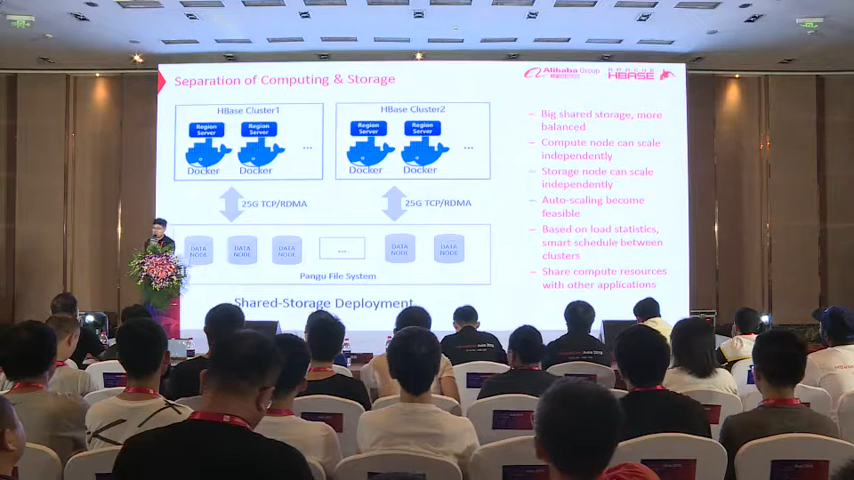 Separation of Computing & Storage
Alibaba Group
APACHE
HBASE
HBase Cluster1
HBase Cluster2
Region Server
Region Server
...
Region Server
Region Server
...
Docker
Docker
Docker
Docker
25G TCP/RDMA
25G TCP/RDMA
DATA NODE
DATA NODE
DATA NODE
......
DATA NODE
DATA NODE
Pangu File System
Shared-Storage Deployment
– Big shared storage, more
balanced
– Compute node can scale
independently
– Storage node can scale
independently
– Auto-scaling become
feasible
– Based on load statistics,
smart schedule between
clusters
– Share compute resources
with other applications